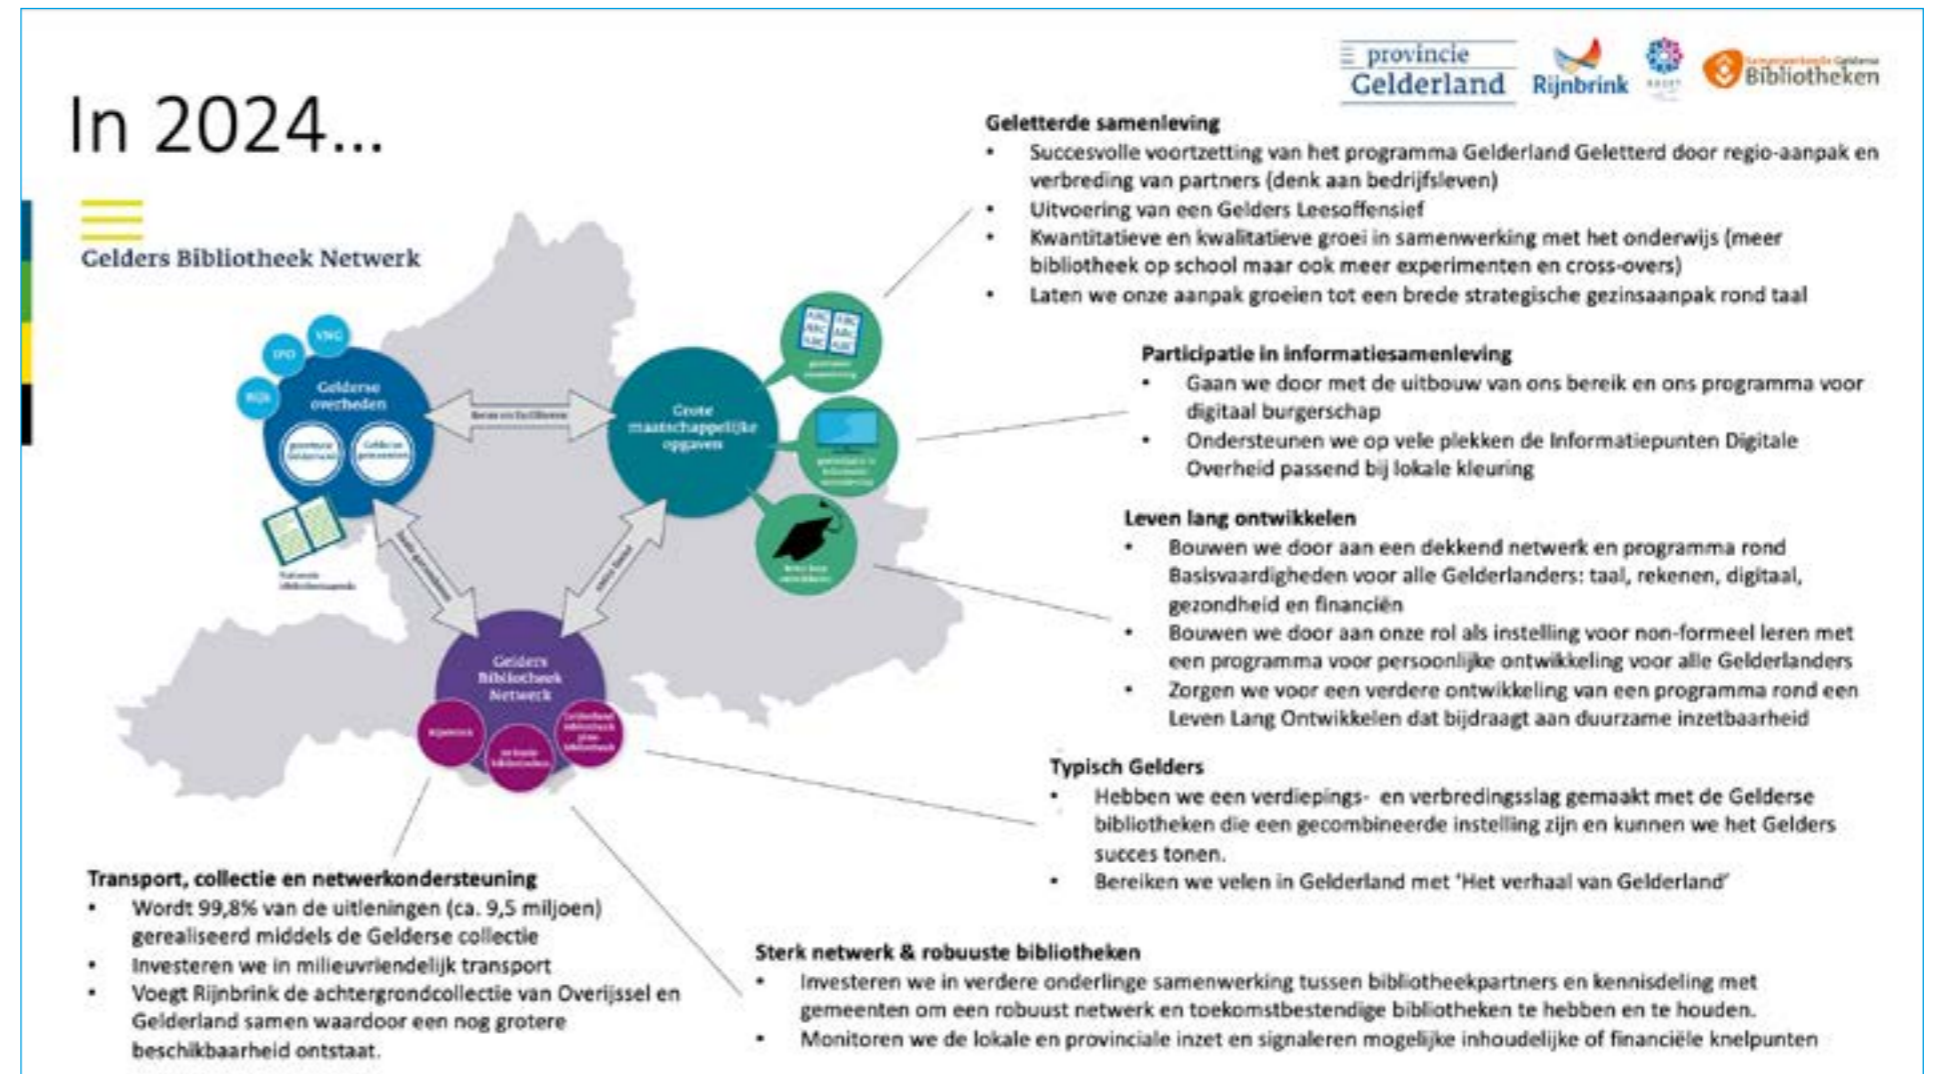 provincie
Gelderland
Rijnbrink
Bibliotheken
In 2024...
Gelders Bibliotheek Netwerk
Geletterde samenleving
• Succesvolle voortzetting van het programma Gelderland Geletterd door regio-aanpak en
verbreding van partners (denk aan bedrijfsleven)
• Uitvoering van een Gelders Leesoffensief
• Kwantitatieve en kwalitatieve groei in samenwerking met het onderwijs (meer
bibliotheek op school maar ook meer experimenten en cross-overs)
• Laten we onze aanpak groeien tot een brede strategische gezinsaanpak rond taal
Participatie in informatiesamenleving
• Gaan we door met de uitbouw van ons bereik en ons programma voor
digitaal burgerschap
• Ondersteunen we op vele plekken de Informatiepunten Digitale
Overheid passend bij lokale kleuring
Leven lang ontwikkelen
• Bouwen we door aan een dekkend netwerk en programma rond
Basisvaardigheden voor alle Gelderlanders: taal, rekenen, digitaal,
gezondheid en financiën
• Bouwen we door aan onze rol als instelling voor non-formeel leren met
een programma voor persoonlijke ontwikkeling voor alle Gelderlanders
• Zorgen we voor een verdere ontwikkeling van een programma rond een
Leven Lang Ontwikkelen dat bijdraagt aan duurzame inzetbaarheid
Typisch Gelders
• Hebben we een verdiepings- en verbredingsslag gemaakt met de Gelderse
bibliotheken die een gecombineerde instelling zijn en kunnen we het Gelders
succes tonen.
• Bereiken we velen in Gelderland met ‘Het verhaal van Gelderland’
VNG
IPO
Rijk
Gelderse
overheden
Grote
maatschappelijke
opgaven
ABC ABC
ABC ABC
ABC ABC
Gelders
Bibliotheek
Netwerk
Rijnbrink
Transport, collectie en netwerkondersteuning
• Wordt 99,8% van de uitleningen (ca. 9,5 miljoen)
gerealiseerd middels de Gelderse collectie
• Investeren we in milieuvriendelijk transport
• Voegt Rijnbrink de achtergrondcollectie van Overijssel en
Gelderland samen waardoor een nog grotere
beschikbaarheid ontstaat.
Sterk netwerk & robuuste bibliotheken
• Investeren we in verdere onderlinge samenwerking tussen bibliotheekpartners en kennisdeling met
gemeenten om een robuust netwerk en toekomstbestendige bibliotheken te hebben en te houden.
• Monitoren we de lokale en provinciale inzet en signaleren mogelijke inhoudelijke of financiële knelpunten